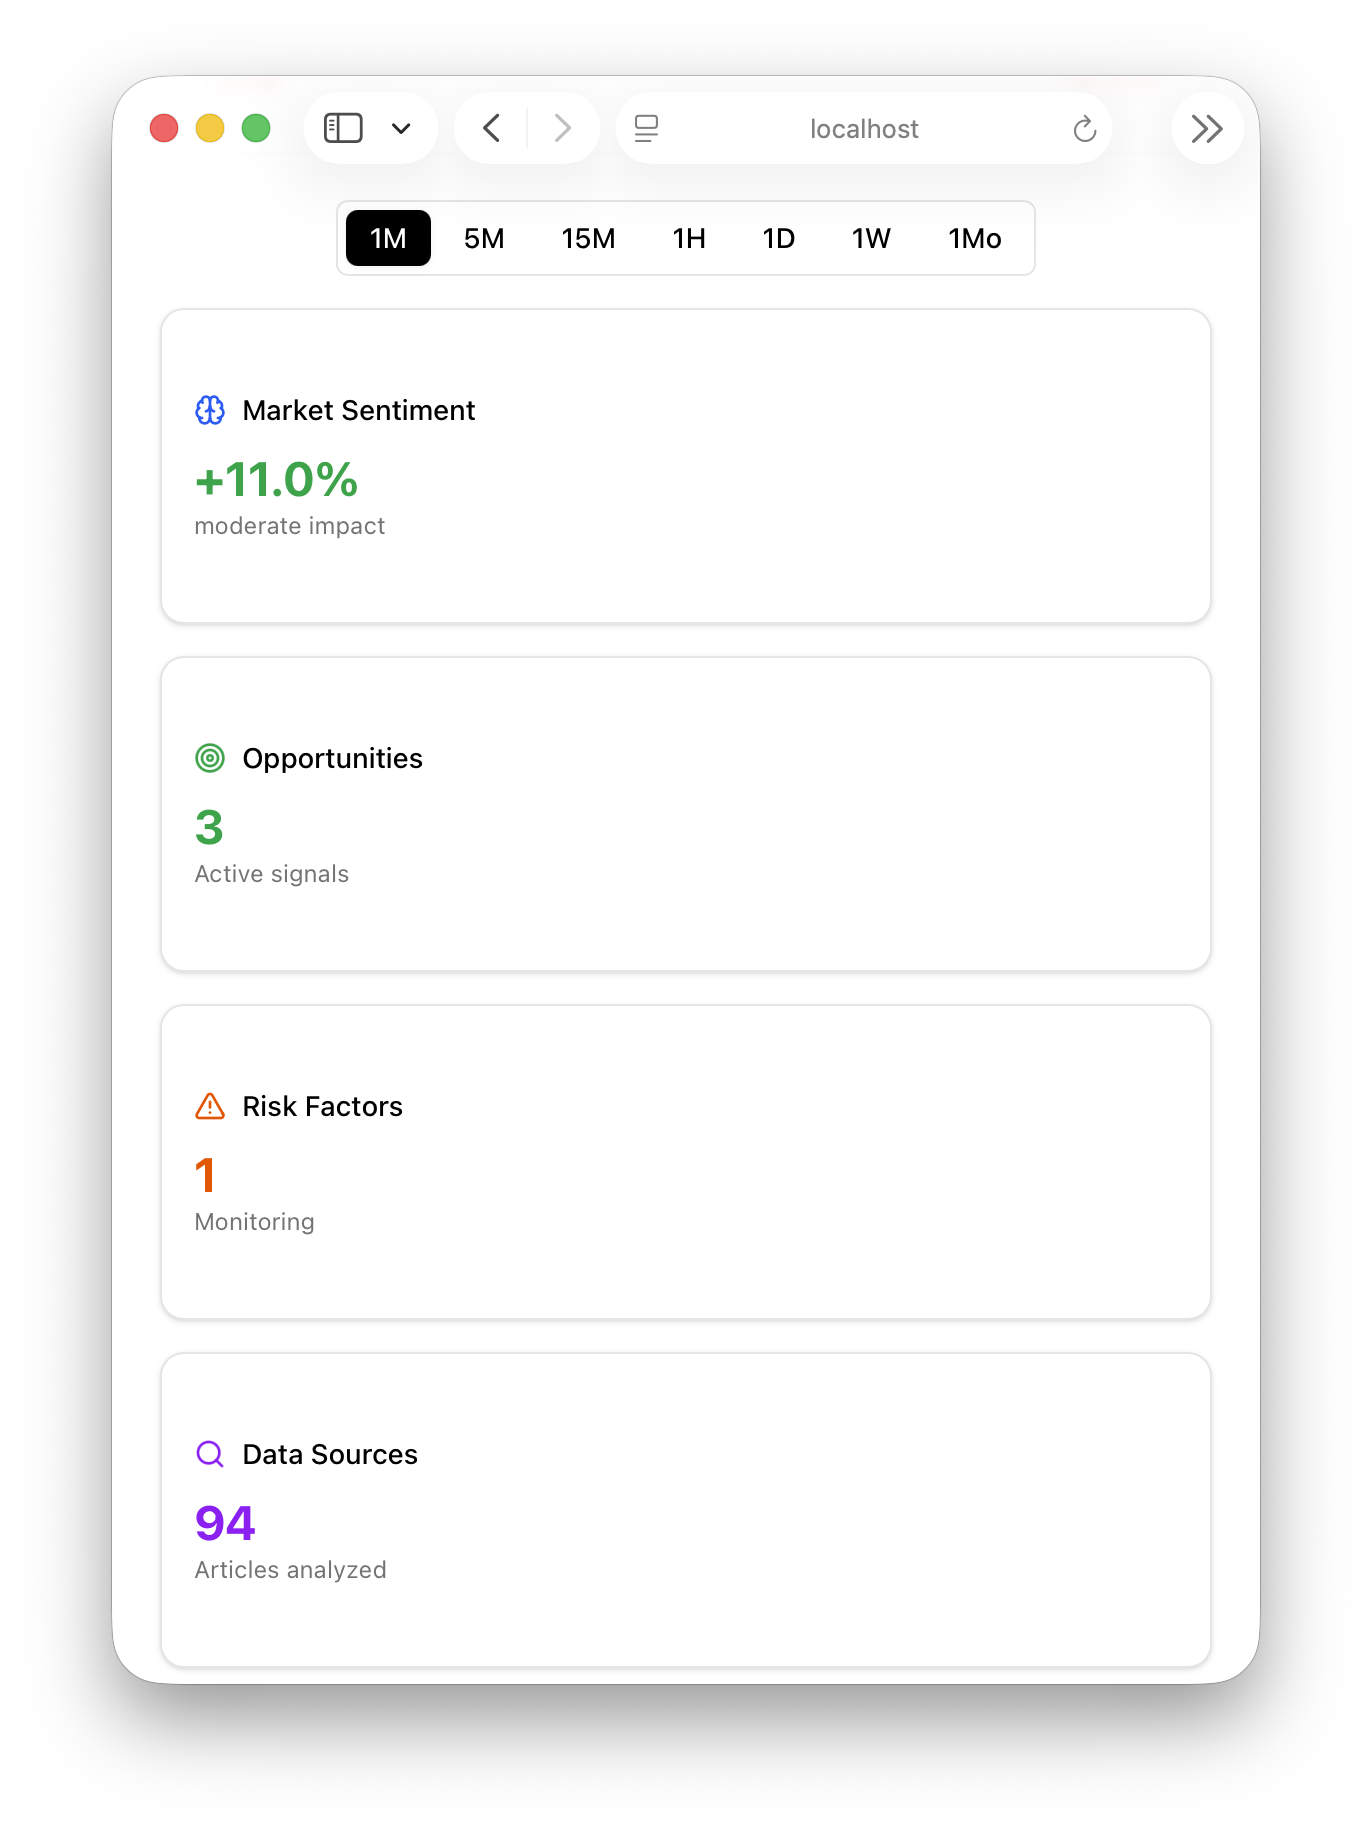 localhost
1M 5M 15M 1H 1D 1W 1Mo
Market Sentiment
+11.0%
moderate impact
Opportunities
3
Active signals
Risk Factors
1
Monitoring
Data Sources
94
Articles analyzed